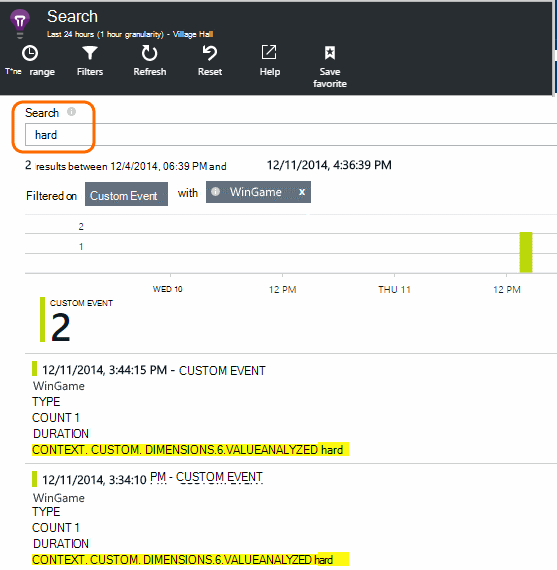 Search
Last 24 hours (1 hour granularity) - Village Hall
T*ne range Filters Refresh Reset Help Save favorite
Search
hard
2 results between 12/4/2014, 06:39 PM and 12/11/2014, 4:36:39 PM
Filtered on Custom Event with WinGame x
2
1
WED 10 12 PM THU 11 12 PM
CUSTOM EVENT
2
12/11/2014, 3:44:15 PM - CUSTOM EVENT
WinGame
TYPE
COUNT 1
DURATION
CONTEXT. CUSTOM. DIMENSIONS.6.VALUEANALYZED hard
12/11/2014, 3:34:10 PM - CUSTOM EVENT
WinGame
TYPE
COUNT 1
DURATION
CONTEXT. CUSTOM. DIMENSIONS.6.VALUEANALYZED hard